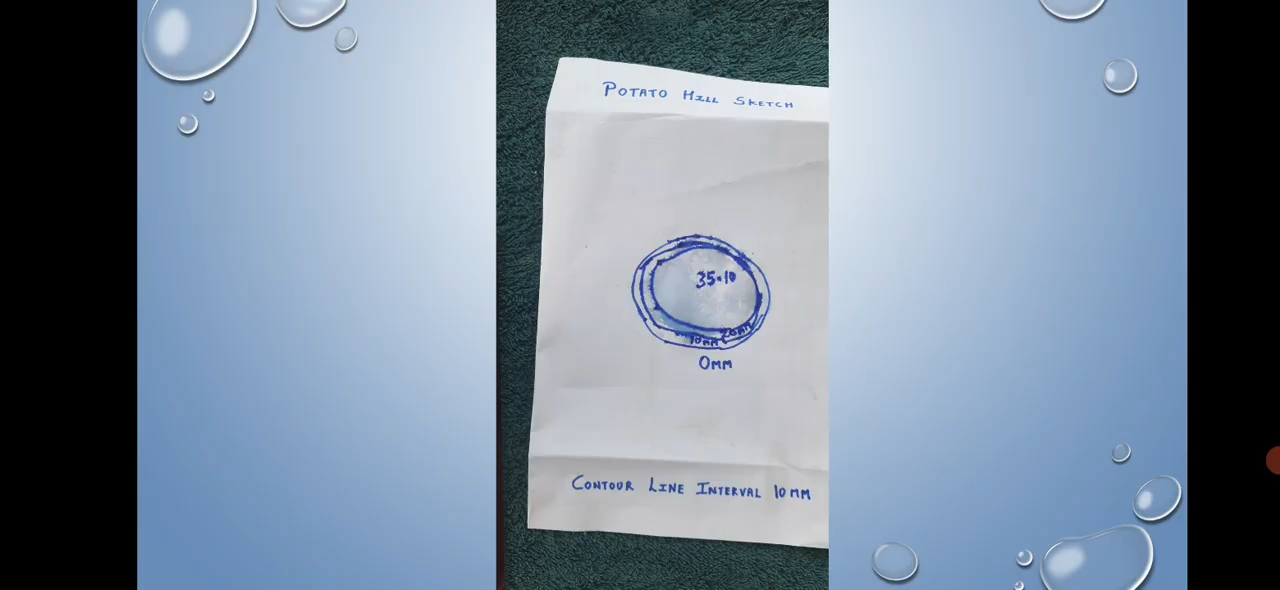 POTATO HILL SKETCH
35.10
20MM
10MM
0MM
CONTOUR LINE INTERVAL 10MM